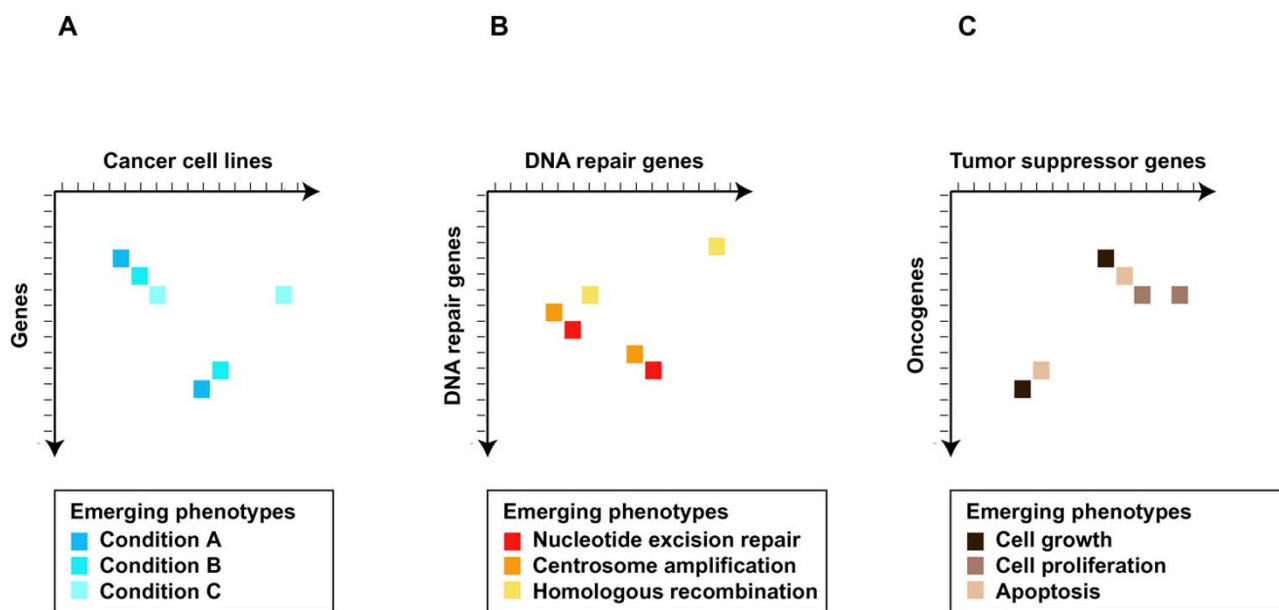 A
B
C
Cancer cell lines
DNA repair genes
Tumor suppressor genes
Genes
DNA repair genes
Oncogenes
Emerging phenotypes
Condition A
Condition B
Condition C
Emerging phenotypes
Nucleotide excision repair
Centrosome amplification
Homologous recombination
Emerging phenotypes
Cell growth
Cell proliferation
Apoptosis